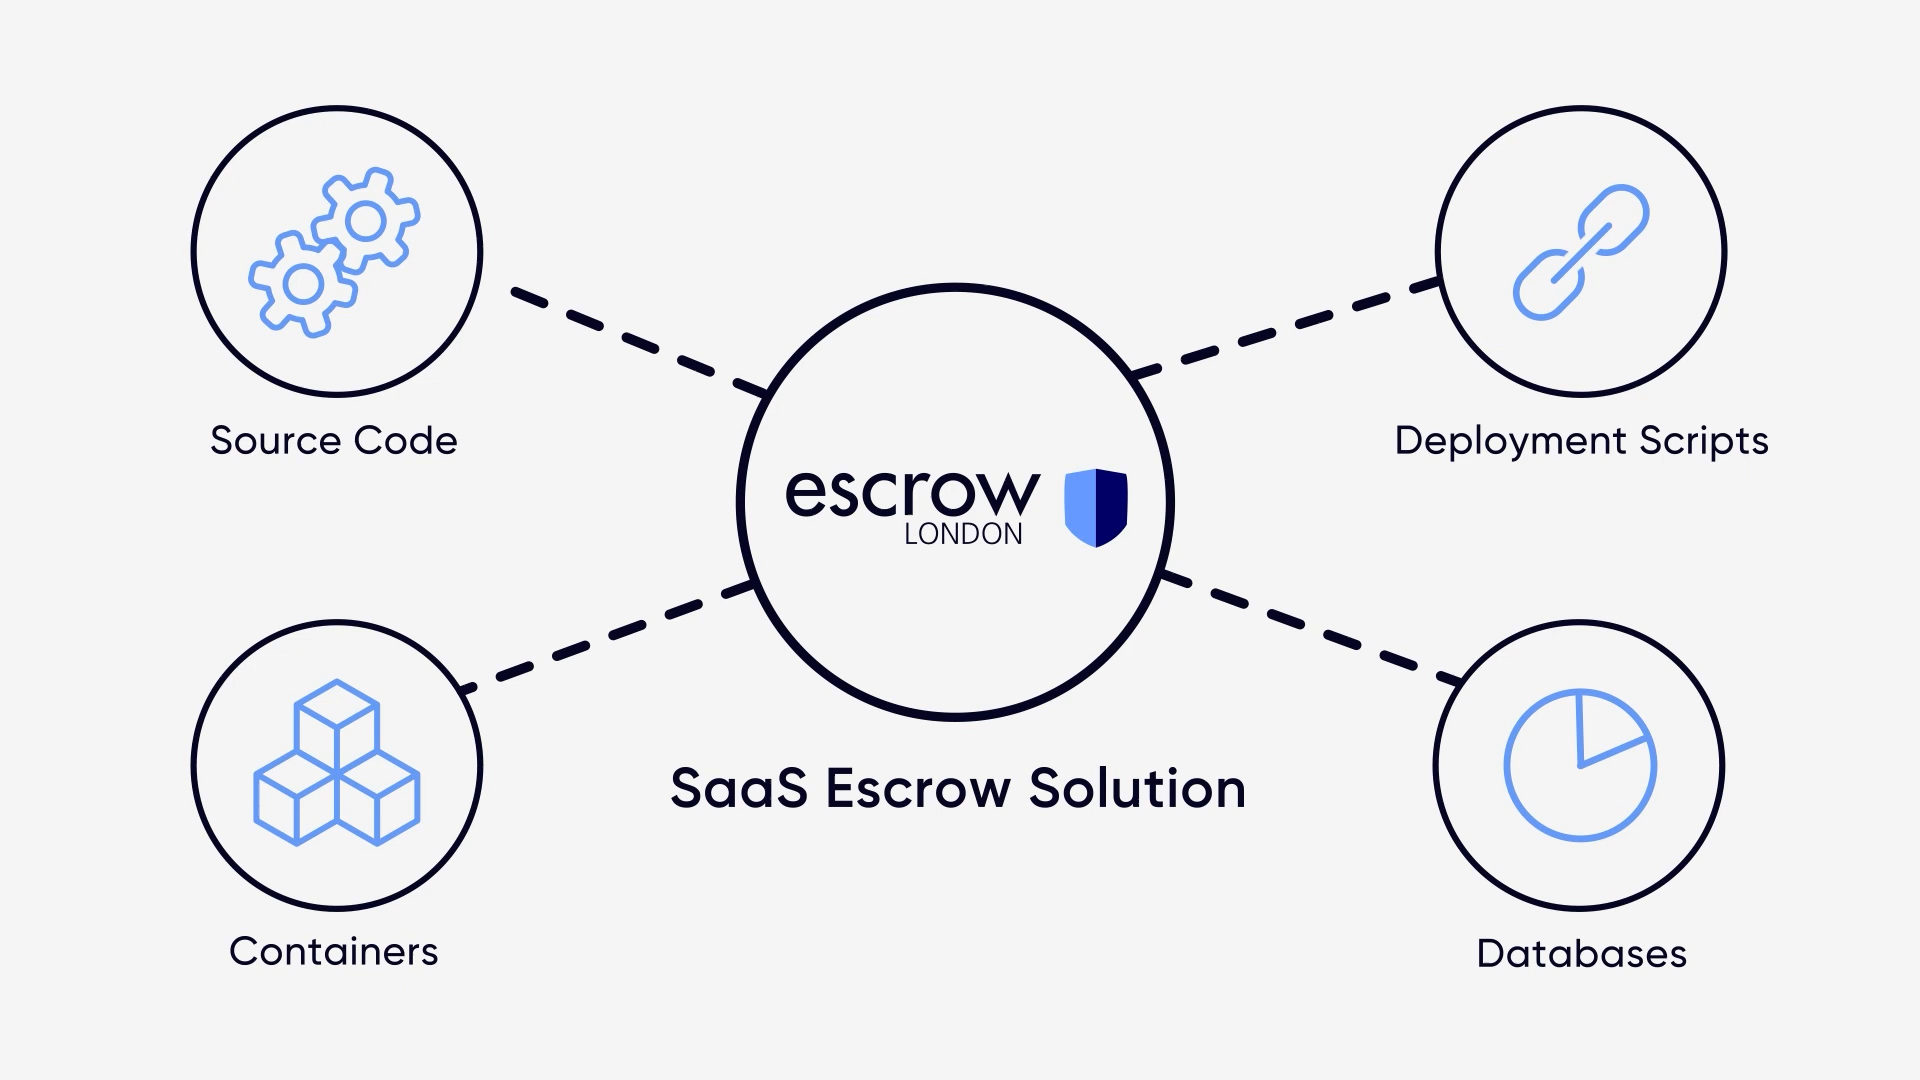 Source Code
Deployment Scripts
escrow
LONDON
SaaS Escrow Solution
Containers
Databases